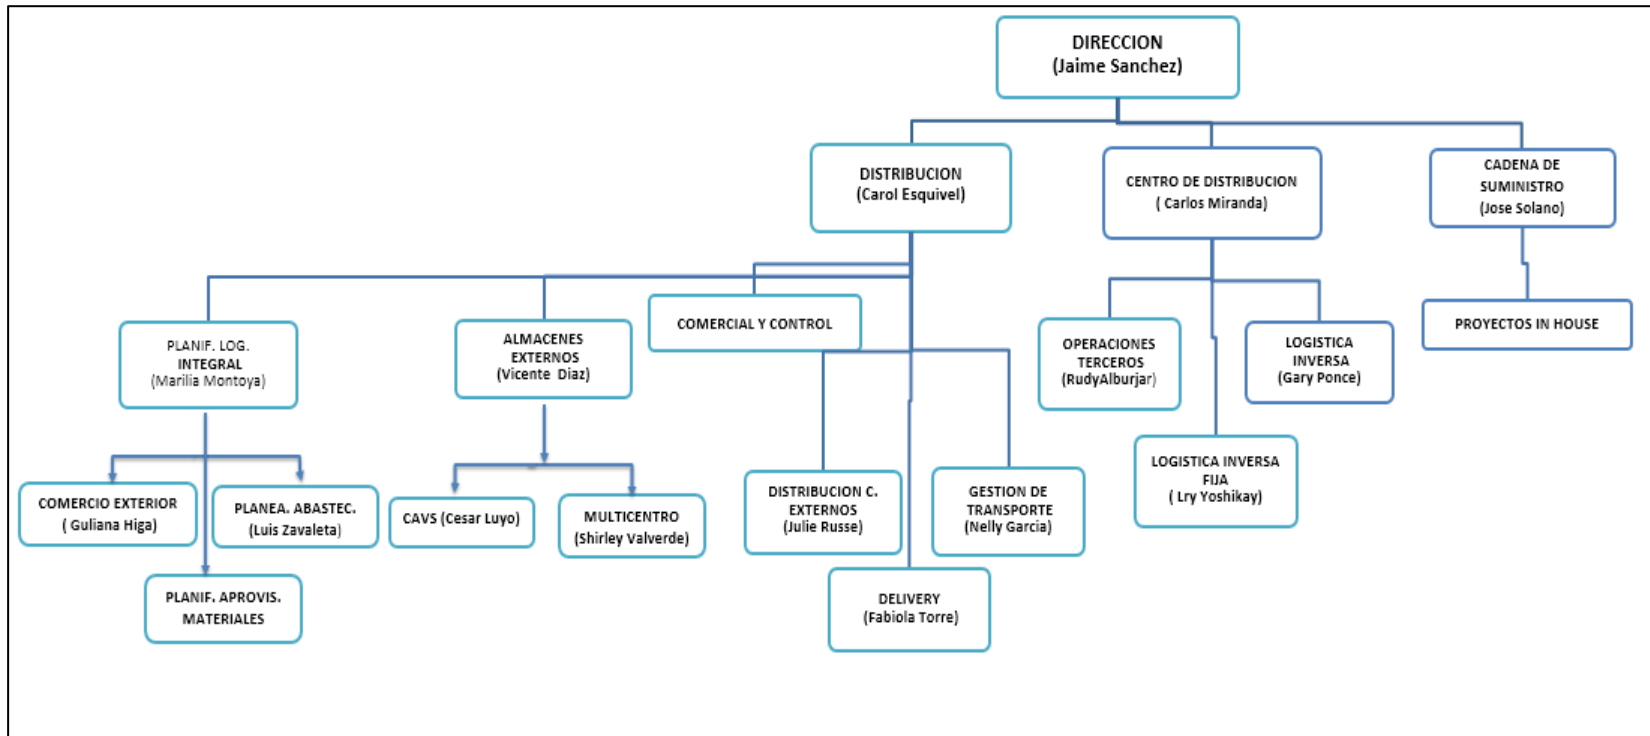 DIRECCION
(Jaime Sanchez)
DISTRIBUCION
(Carol Esquivel)
CENTRO DE DISTRIBUCION
( Carlos Miranda)
CADENA DE
SUMINISTRO
(Jose Solano)
PLANIF. LOG.
INTEGRAL
(Marilia Montoya)
ALMACENES
EXTERNOS
(Vicente Diaz)
COMERCIAL Y CONTROL
OPERACIONES
TERCEROS
(RudyAlburjar)
LOGISTICA
INVERSA
(Gary Ponce)
PROYECTOS IN HOUSE
COMERCIO EXTERIOR
( Guliana Higa)
PLANEA. ABASTEC.
(Luis Zavaleta)
CAVS (Cesar Luyo)
MULTICENTRO
(Shirley Valverde)
DISTRIBUCION C.
EXTERNOS
(Julie Russe)
GESTION DE
TRANSPORTE
(Nelly Garcia)
LOGISTICA INVERSA
FIJA
( Lry Yoshikay)
PLANIF. APROVIS.
MATERIALES
DELIVERY
(Fabiola Torre)